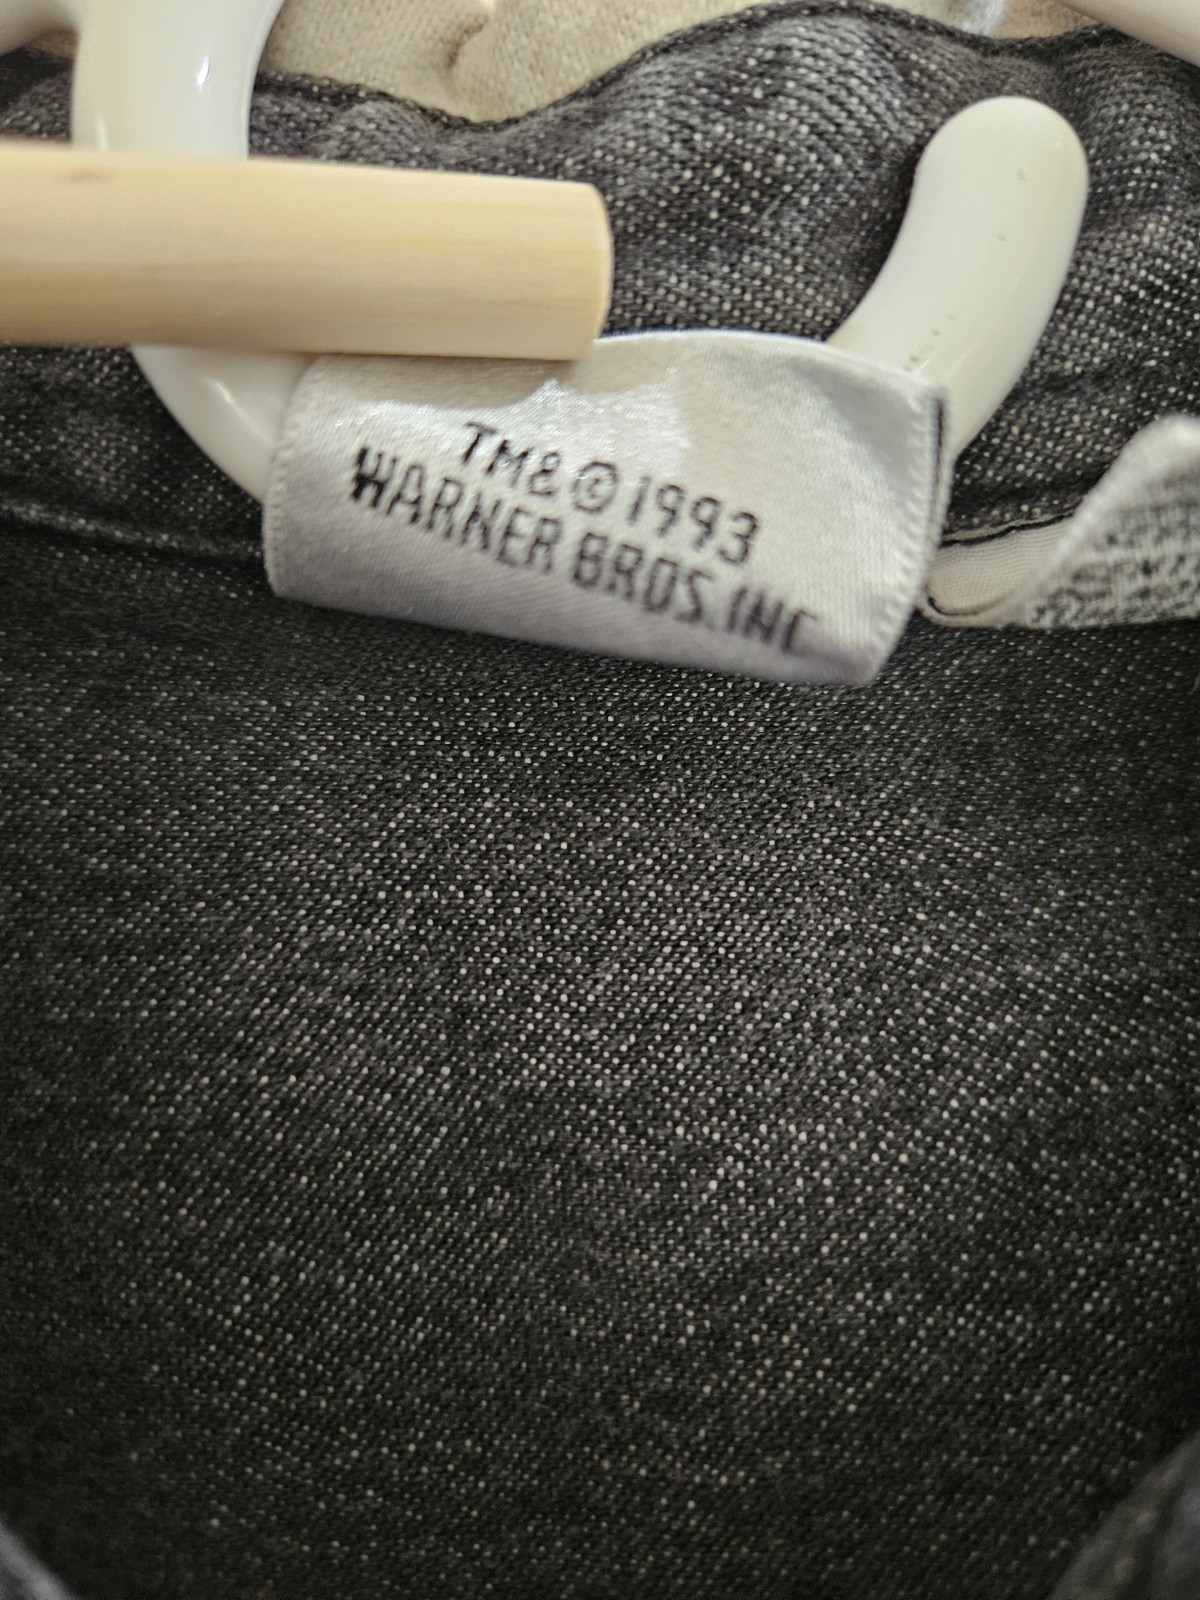 TM& © 1993
WARNER BROS. INC